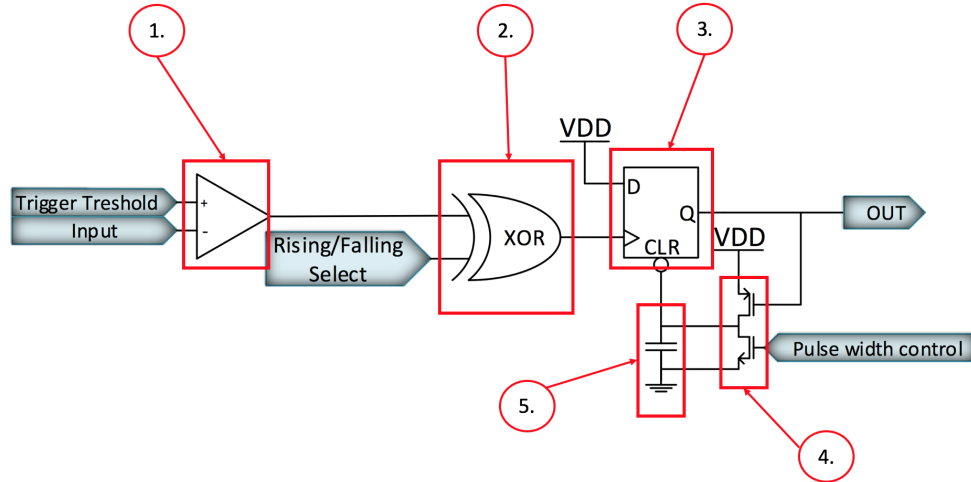 1.
2.
3.
VDD
Trigger Treshold
+
Input
-
Rising/Falling
Select
XOR
D
Q
CLR
OUT
VDD
Pulse width control
5.
4.